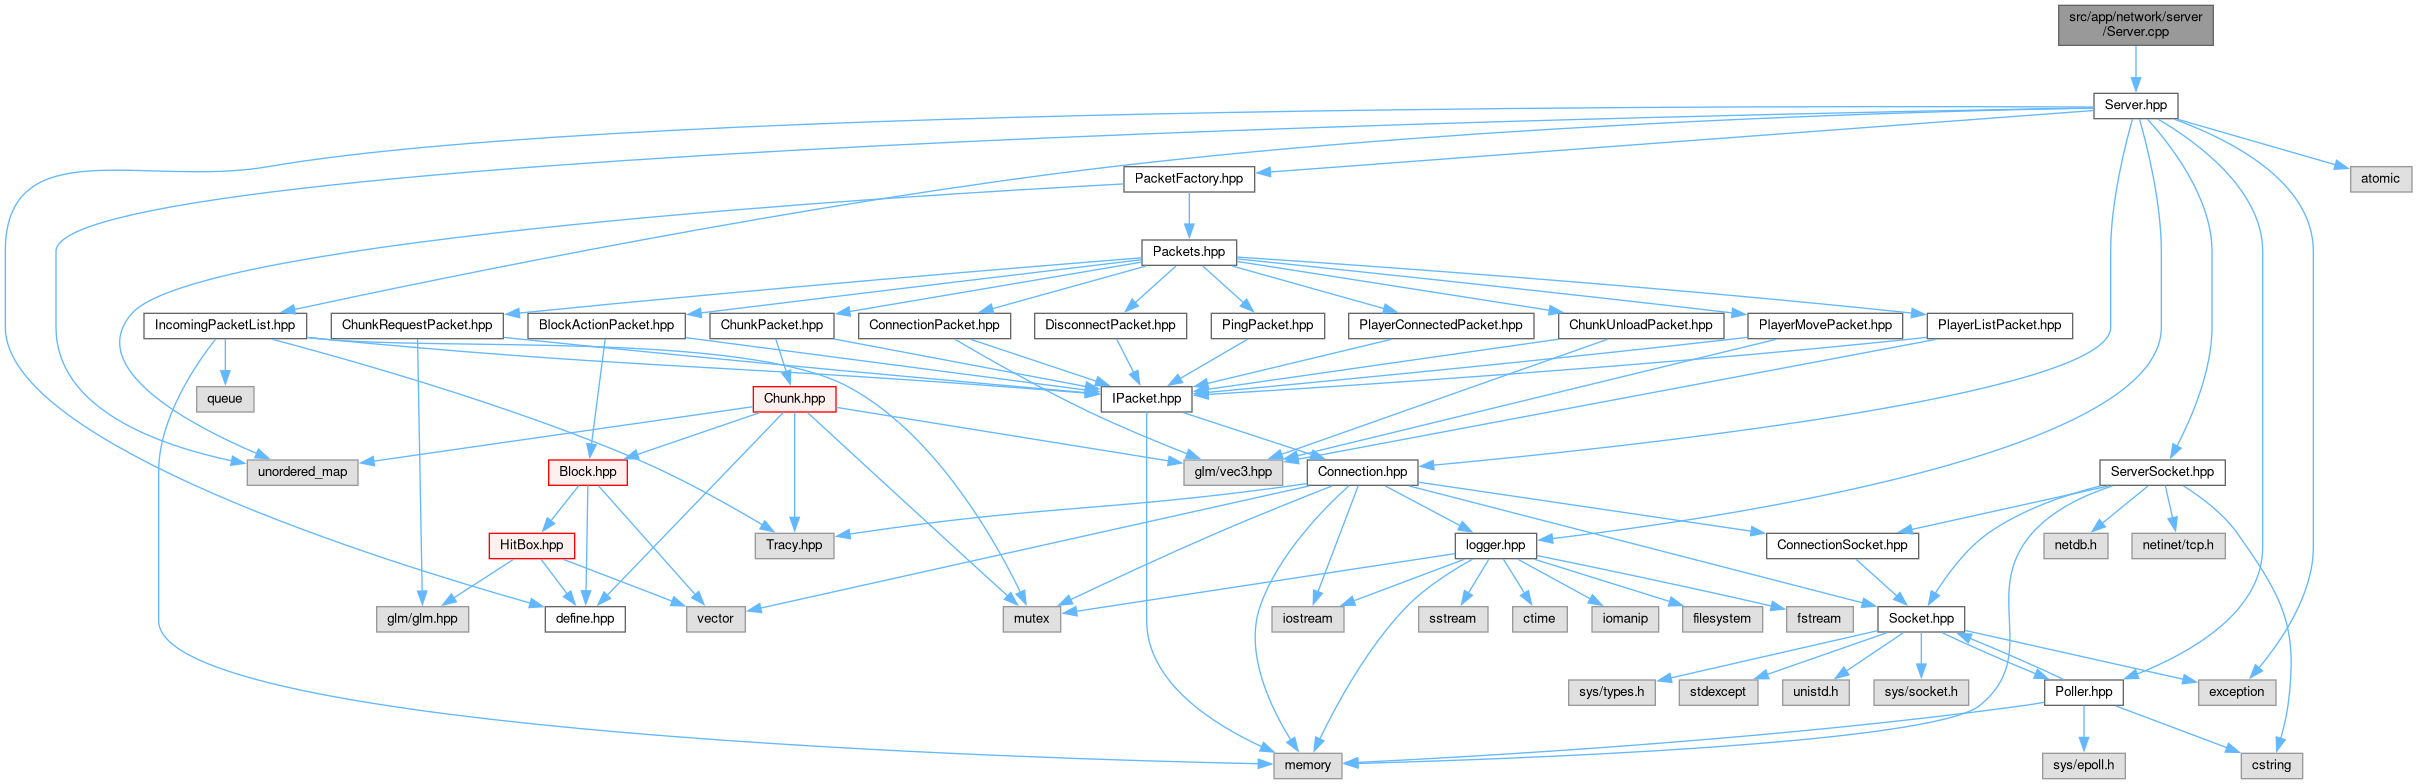 src/app/network/server
/Server.cpp
Server.hpp
atomic
PacketFactory.hpp
Packets.hpp
IncomingPacketList.hpp
ChunkRequestPacket.hpp
BlockActionPacket.hpp
ChunkPacket.hpp
ConnectionPacket.hpp
DisconnectPacket.hpp
PingPacket.hpp
PlayerConnectedPacket.hpp
ChunkUnloadPacket.hpp
PlayerMovePacket.hpp
PlayerListPacket.hpp
queue
Chunk.hpp
IPacket.hpp
unordered_map
Block.hpp
glm/vec3.hpp
Connection.hpp
ServerSocket.hpp
HitBox.hpp
Tracy.hpp
logger.hpp
ConnectionSocket.hpp
netdb.h
netinet/tcp.h
glm/glm.hpp
define.hpp
vector
mutex
iostream
sstream
ctime
iomanip
filesystem
fstream
Socket.hpp
sys/types.h
stdexcept
unistd.h
sys/socket.h
Poller.hpp
exception
memory
sys/epoll.h
cstring